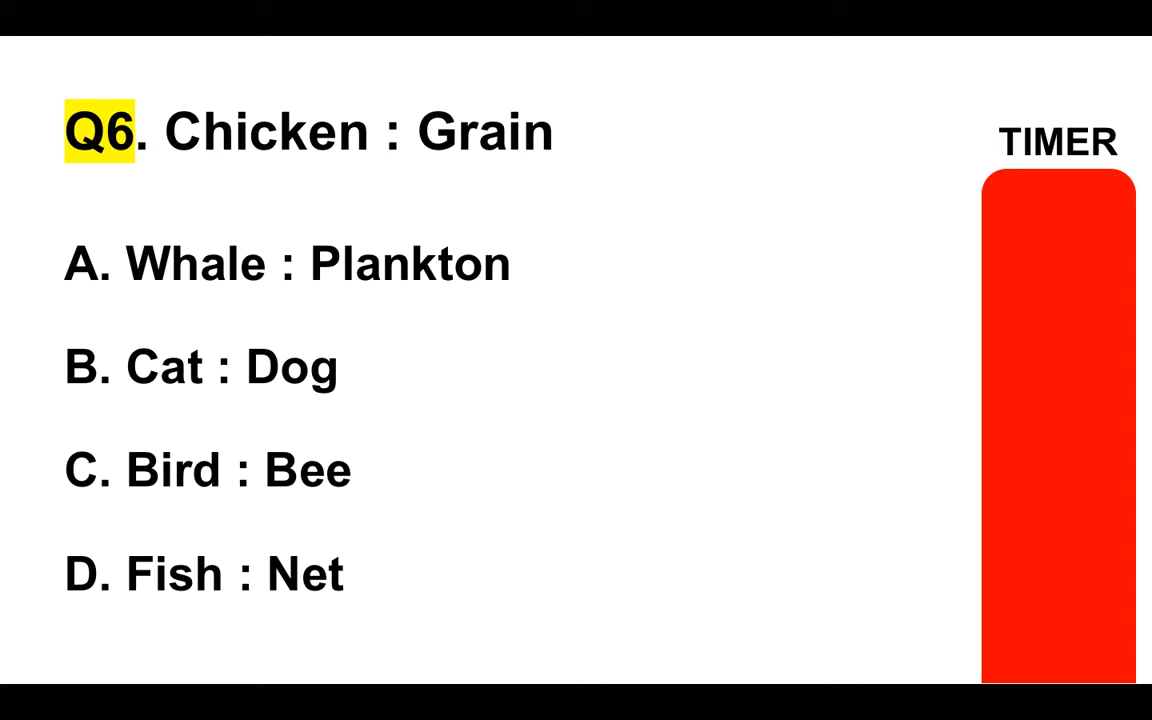 Q6. Chicken : Grain
TIMER
A. Whale : Plankton
B. Cat : Dog
C. Bird : Bee
D. Fish : Net